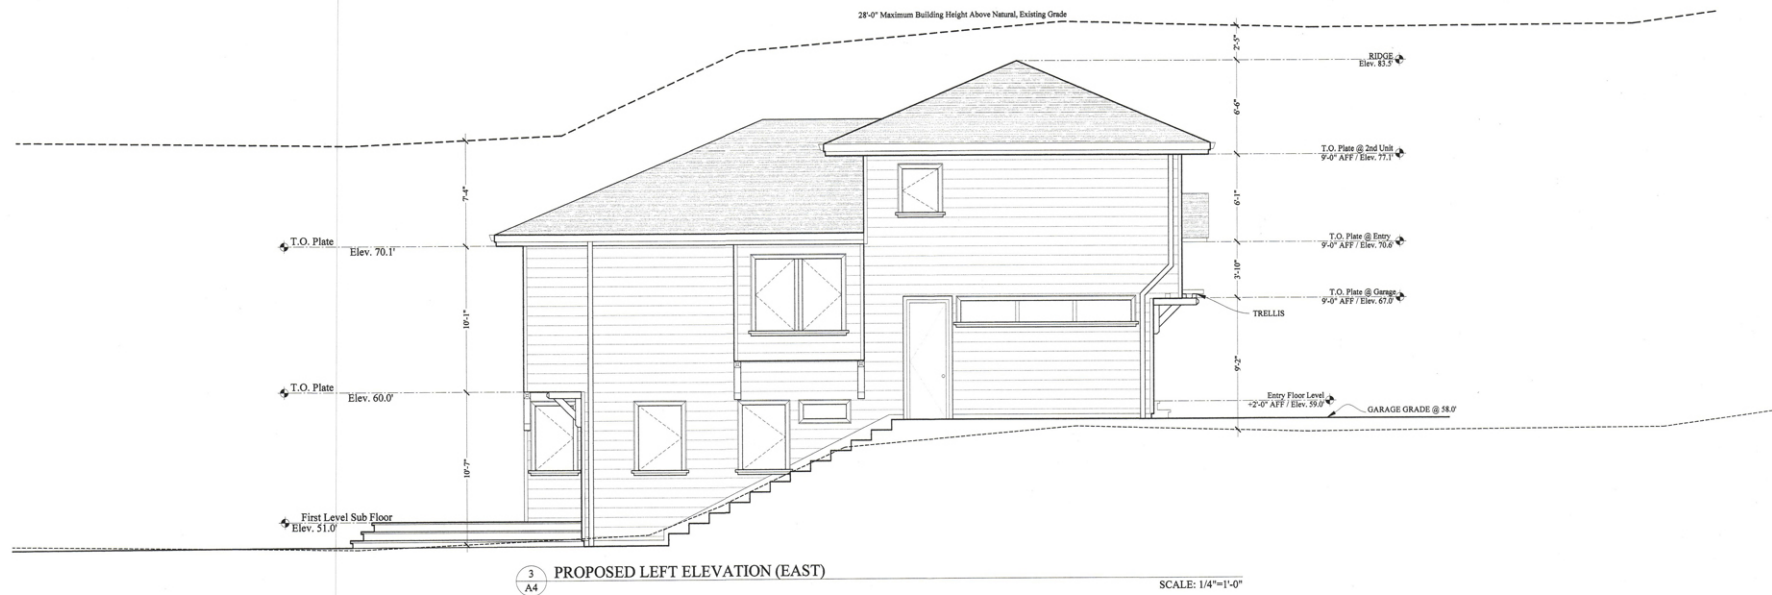 28'-0" Maximum Building Height Above Natural, Existing Grade
2'-5"
RIDGE
Elev. 83.5'
6'-6"
T.O. Plate @ 2nd Unit
9'-0" AFF / Elev. 77.1'
7'-4"
6'-1"
T.O. Plate
Elev. 70.1'
T.O. Plate @ Entry
9'-0" AFF / Elev. 70.6'
3'-10"
T.O. Plate @ Garage
9'-0" AFF / Elev. 67.0'
TRELLIS
10'-1"
9'-2"
T.O. Plate
Elev. 60.0'
Entry Floor Level
+2'-0" AFF / Elev. 59.0'
GARAGE GRADE @ 58.0'
10'-7"
First Level Sub Floor
Elev. 51.0'
3
A4
PROPOSED LEFT ELEVATION (EAST)
SCALE: 1/4"=1'-0"